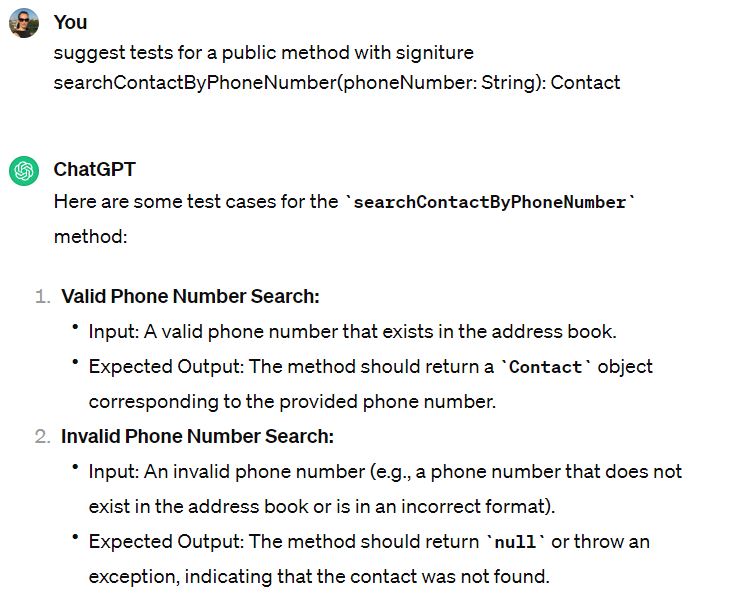 You
suggest tests for a public method with signiture
searchContactByPhoneNumber(phoneNumber: String): Contact
ChatGPT
Here are some test cases for the `searchContactByPhoneNumber`
method:
1. Valid Phone Number Search:
• Input: A valid phone number that exists in the address book.
• Expected Output: The method should return a `Contact` object
corresponding to the provided phone number.
2. Invalid Phone Number Search:
• Input: An invalid phone number (e.g., a phone number that does not
exist in the address book or is in an incorrect format).
• Expected Output: The method should return `null` or throw an
exception, indicating that the contact was not found.